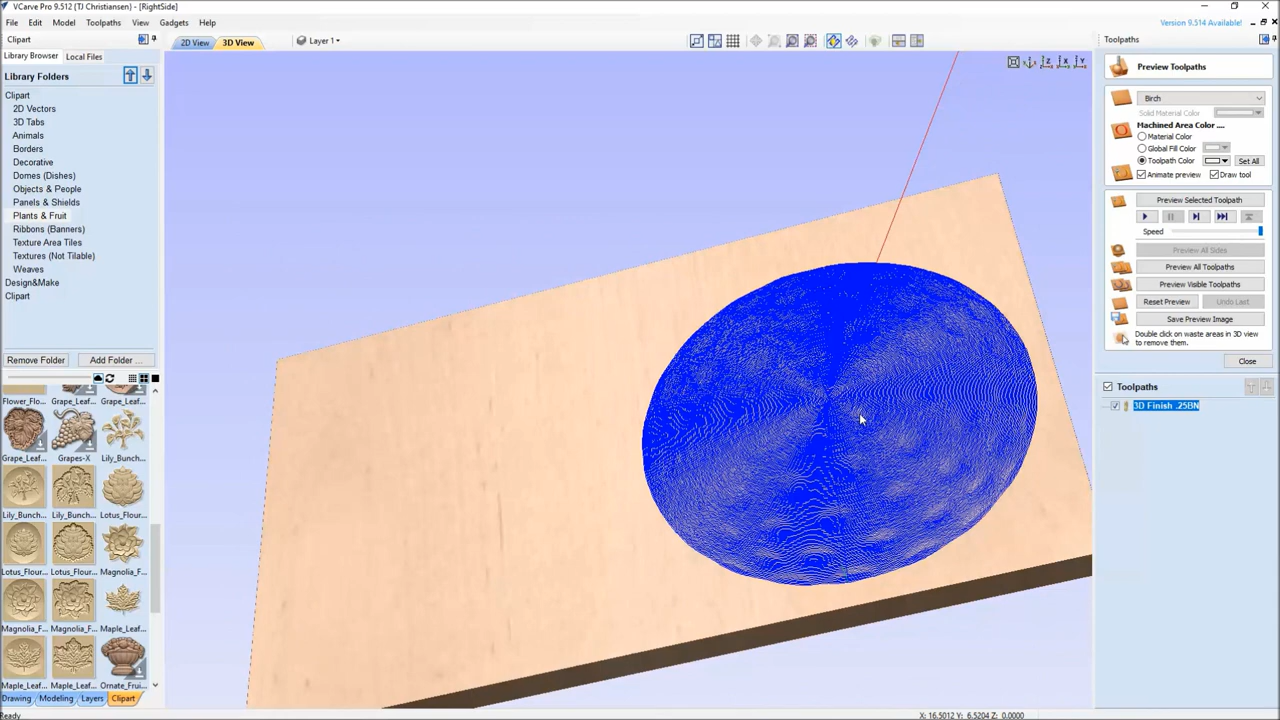 VCarve Pro 9.512 (TJ Christiansen) - [RightSide]
File Edit Model Toolpaths View Gadgets Help
Version 9.514 Available!
Clipart
Library Browser Local Files
Library Folders
Clipart
2D Vectors
3D Tabs
Animals
Borders
Decorative
Domes (Dishes)
Objects & People
Panels & Shields
Plants & Fruit
Ribbons (Banners)
Texture Area Tiles
Textures (Not Tilable)
Weaves
Design&Make
Clipart
Remove Folder Add Folder ...
Flower_Flo... Grape_Leaf... Grape_Leaf...
Grape_Leaf... Grapes-X Lily_Bunch...
Lily_Bunch... Lily_Bunch... Lotus_Flour...
Lotus_Flour... Lotus_Flour... Magnolia_F...
Magnolia_F... Magnolia_F... Maple_Leaf...
Maple_Leaf... Maple_Leaf... Ornate_Frui...
Drawing Modeling Layers Clipart
Ready
2D View 3D View Layer 1
Z X Y
Toolpaths
Preview Toolpaths
Birch
Solid Material Color
Machined Area Color ....
Material Color
Global Fill Color
Toolpath Color Set All
Animate preview Draw tool
Preview Selected Toolpath
Speed
Preview All Sides
Preview All Toolpaths
Preview Visible Toolpaths
Reset Preview Undo Last
Save Preview Image
Double click on waste areas in 3D view
to remove them.
Close
Toolpaths
3D Finish .25BN
X: 16.5012 Y: 6.5204 Z: 0.0000